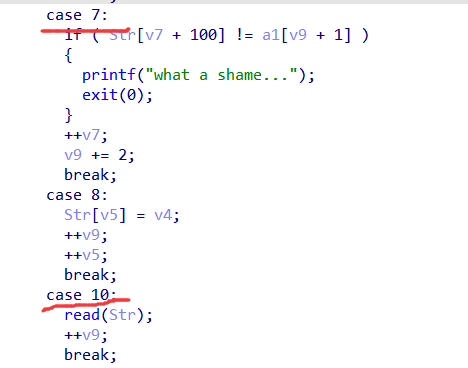 case 7:
if ( Str[v7 + 100] != a1[v9 + 1] )
{
printf("what a shame...");
exit(0);
}
++v7;
v9 += 2;
break;
case 8:
Str[v5] = v4;
++v9;
++v5;
break;
case 10:
read(Str);
++v9;
break;